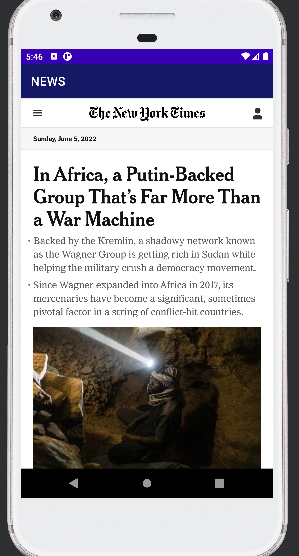 5:46
NEWS
The New York Times
Sunday, June 5, 2022
In Africa, a Putin-Backed
Group That's Far More Than
a War Machine
• Backed by the Kremlin, a shadowy network known
as the Wagner Group is getting rich in Sudan while
helping the military crush a democracy movement.
• Since Wagner expanded into Africa in 2017, its
mercenaries have become a significant, sometimes
pivotal factor in a string of conflict-hit countries.